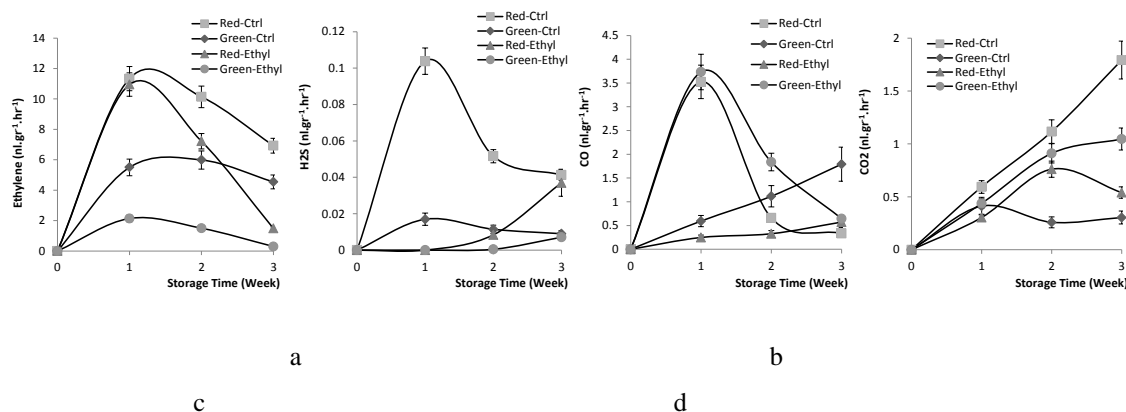 Ethylene (nl.gr⁻¹.hr⁻¹)
14
12
10
8
6
4
2
0
0 1 2 3
Storage Time (Week)
Red-Ctrl
Green-Ctrl
Red-Ethyl
Green-Ethyl
H2S (nl.gr⁻¹.hr⁻¹)
0.12
0.1
0.08
0.06
0.04
0.02
0
0 1 2 3
Storage Time (Week)
Red-Ctrl
Green-Ctrl
Red-Ethyl
Green-Ethyl
CO (nl.gr⁻¹.hr⁻¹)
4.5
4
3.5
3
2.5
2
1.5
1
0.5
0
0 1 2 3
Storage Time (Week)
Red-Ctrl
Green-Ctrl
Red-Ethyl
Green-Ethyl
CO2 (nl.gr⁻¹.hr⁻¹)
2
1.5
1
0.5
0
0 1 2 3
Storage Time (Week)
Red-Ctrl
Green-Ctrl
Red-Ethyl
Green-Ethyl
a b
c d